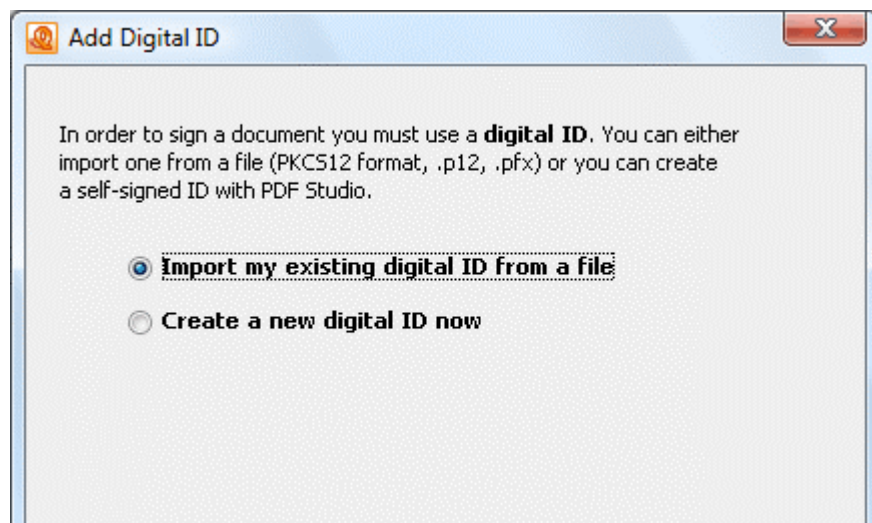 Add Digital ID
In order to sign a document you must use a digital ID. You can either
import one from a file (PKCS12 format, .p12, .pfx) or you can create
a self-signed ID with PDF Studio.
Import my existing digital ID from a file
Create a new digital ID now